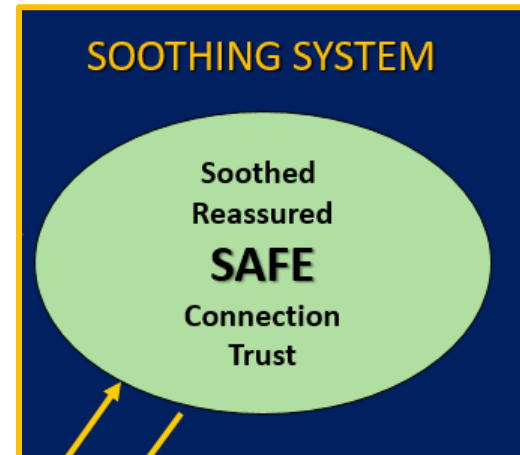 SOOTHING SYSTEM
Soothed
Reassured
SAFE
Connection
Trust